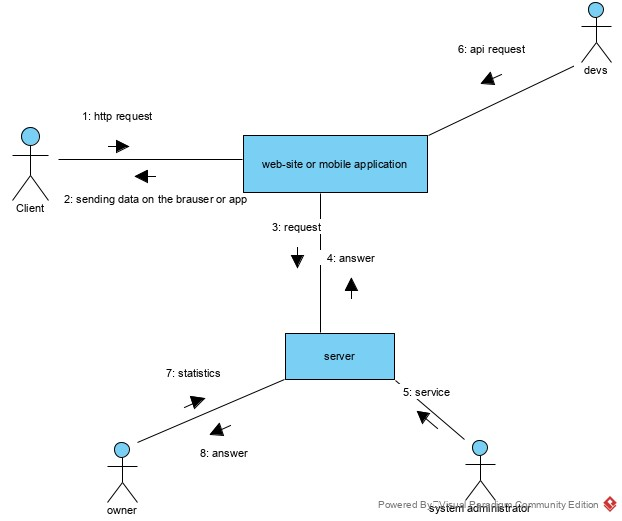 6: api request
devs
1: http request
web-site or mobile application
2: sending data on the brauser or app
Client
3: request
4: answer
server
7: statistics
5: service
8: answer
owner
system administrator
Powered By Visual Paradigm Community Edition